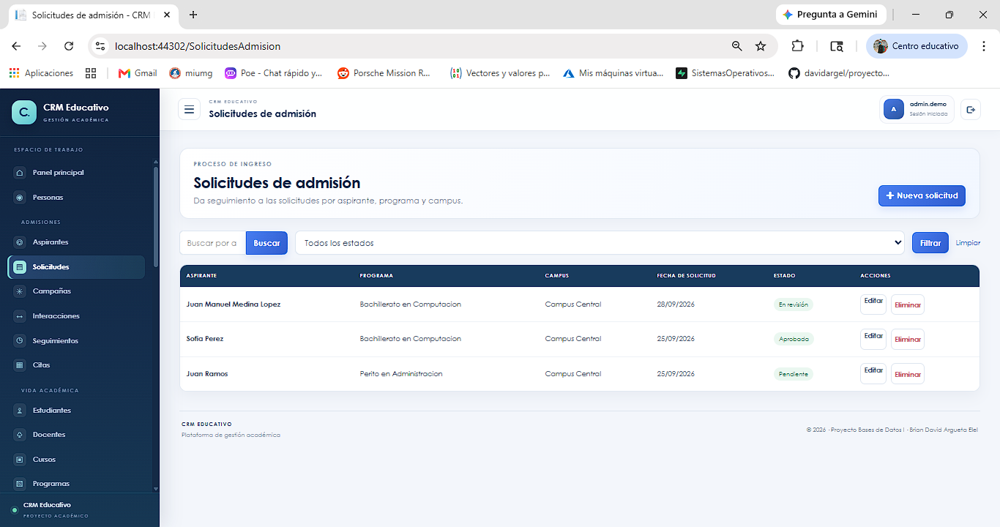 Solicitudes de admisión - CRM
Pregunta a Gemini
localhost:44302/SolicitudesAdmision
Centro educativo
Aplicaciones
Gmail
miumg
Poe - Chat rápido y...
Porsche Mission R...
Vectores y valores p...
Mis máquinas virtua...
SistemasOperativos...
davidargel/proyecto...
C.
CRM Educativo
GESTIÓN ACADÉMICA
ESPACIO DE TRABAJO
Panel principal
Personas
ADMISIONES
Aspirantes
Solicitudes
Campañas
Interacciones
Seguimientos
Citas
VIDA ACADÉMICA
Estudiantes
Docentes
Cursos
Programas
CRM Educativo
PROYECTO ACADÉMICO
CRM EDUCATIVO
Solicitudes de admisión
A
admin.demo
Sesión iniciada
PROCESO DE INGRESO
Solicitudes de admisión
Da seguimiento a las solicitudes por aspirante, programa y campus.
+ Nueva solicitud
Buscar por a
Buscar
Todos los estados
Filtrar
Limpiar
ASPIRANTE PROGRAMA CAMPUS FECHA DE SOLICITUD ESTADO ACCIONES
Juan Manuel Medina Lopez Bachillerato en Computacion Campus Central 28/09/2026 En revisión Editar Eliminar
Sofia Perez Bachillerato en Computacion Campus Central 25/09/2026 Aprobada Editar Eliminar
Juan Ramos Perito en Administracion Campus Central 25/09/2026 Pendiente Editar Eliminar
CRM EDUCATIVO
Plataforma de gestión académica
© 2026 · Proyecto Bases de Datos I · Brian David Argueta Elel